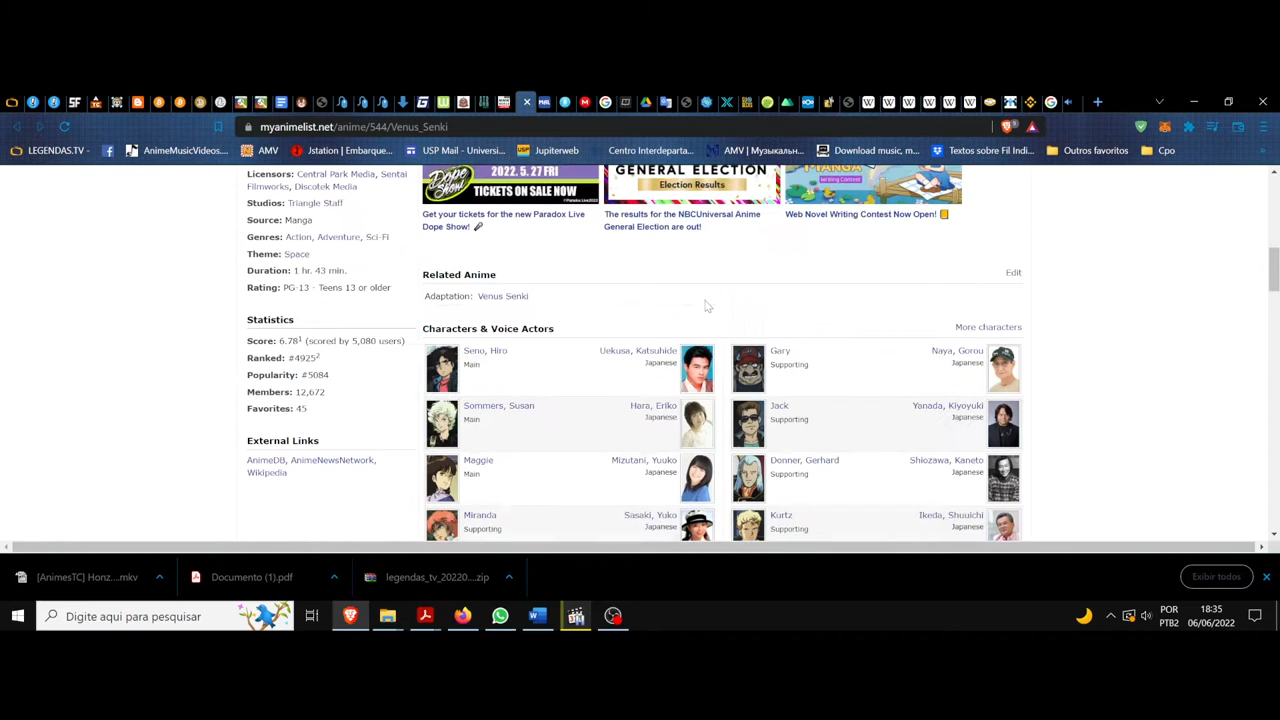 myanimelist.net/anime/544/Venus_Senki
LEGENDAS.TV - Qu... AnimeMusicVideos... AMV Jstation | Embarque... USP Mail - Universi... Jupiterweb Centro Interdeparta... AMV | Музыкальн... Download music, m... Textos sobre Fil Indi... Outros favoritos Cpo
Licensors: Central Park Media, Sentai
Filmworks, Discotek Media
Studios: Triangle Staff
Source: Manga
Genres: Action, Adventure, Sci-Fi
Theme: Space
Duration: 1 hr. 43 min.
Rating: PG-13 - Teens 13 or older
Statistics
Score: 6.78¹ (scored by 5,080 users)
Ranked: #4925²
Popularity: #5084
Members: 12,672
Favorites: 45
External Links
AnimeDB, AnimeNewsNetwork,
Wikipedia
Dope Show!
2022. 5. 27 FRI
TICKETS ON SALE NOW
GENERAL ELECTION
Election Results
MANGA
Writing Contest
Get your tickets for the new Paradox Live
Dope Show!
The results for the NBCUniversal Anime
General Election are out!
Web Novel Writing Contest Now Open!
Related Anime Edit
Adaptation: Venus Senki
Characters & Voice Actors More characters
Seno, Hiro Uekusa, Katsuhide
Main Japanese
Gary Naya, Gorou
Supporting Japanese
Sommers, Susan Hara, Eriko
Main Japanese
Jack Yanada, Kiyoyuki
Supporting Japanese
Maggie Mizutani, Yuuko
Main Japanese
Donner, Gerhard Shiozawa, Kaneto
Supporting Japanese
Miranda Sasaki, Yuko
Supporting Japanese
Kurtz Ikeda, Shuuichi
Supporting Japanese
[AnimesTC] Honz....mkv Documento (1).pdf legendas_tv_20220....zip Exibir todos
Digite aqui para pesquisar
POR
PTB2
18:35
06/06/2022